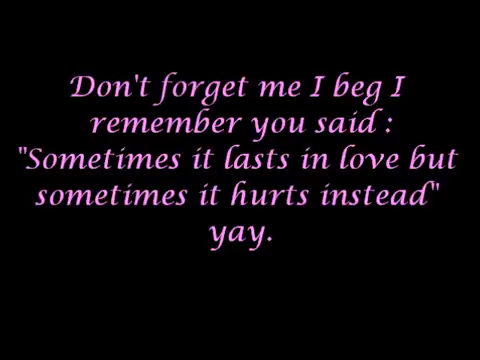 Don't forget me I beg I
remember you said :
"Sometimes it lasts in love but
sometimes it hurts instead"
yay.